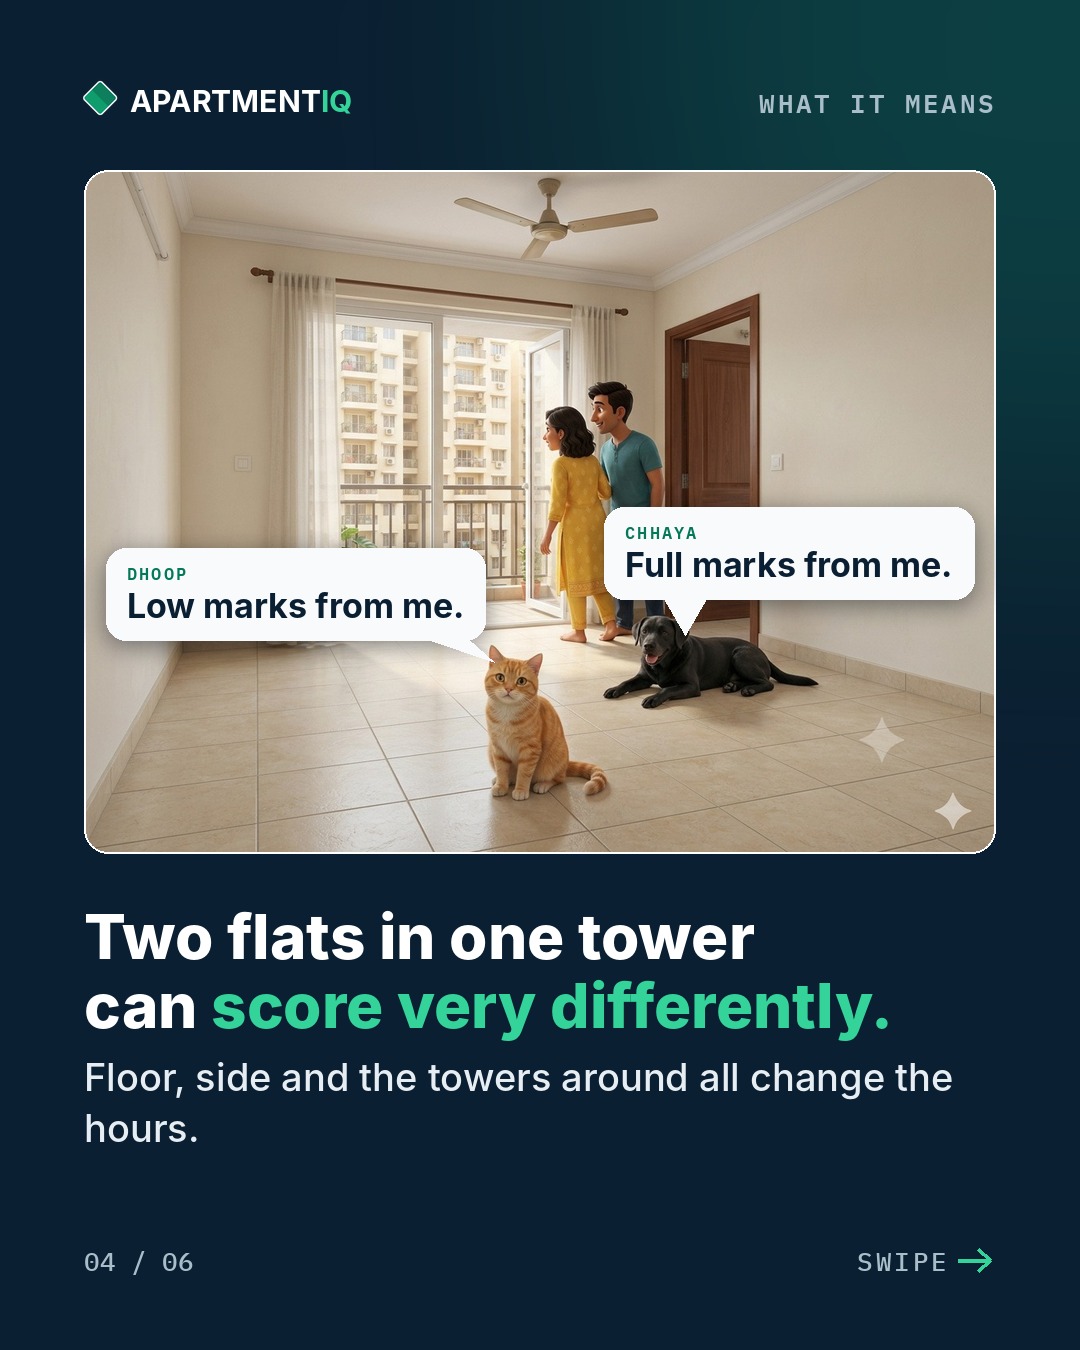 APARTMENTIQ
WHAT IT MEANS
DHOOP
Low marks from me.
CHHAYA
Full marks from me.
Two flats in one tower
can score very differently.
Floor, side and the towers around all change the
hours.
04 / 06
SWIPE